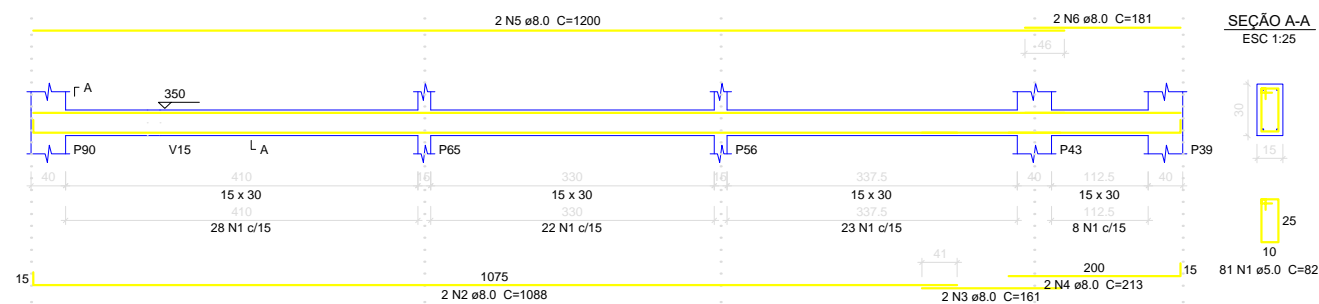 2 N5 ø8.0 C=1200
2 N6 ø8.0 C=181
SEÇÃO A-A
ESC 1:25
46
A
350
30
P90
V15
A
P65
P56
P43
P39
15
40 410 15 330 15 337.5 40 112.5 40
15 x 30 15 x 30 15 x 30 15 x 30
410 330 337.5 112.5
28 N1 c/15 22 N1 c/15 23 N1 c/15 8 N1 c/15
25
10
41
15 1075 200 15
81 N1 ø5.0 C=82
2 N4 ø8.0 C=213
2 N2 ø8.0 C=1088
2 N3 ø8.0 C=161